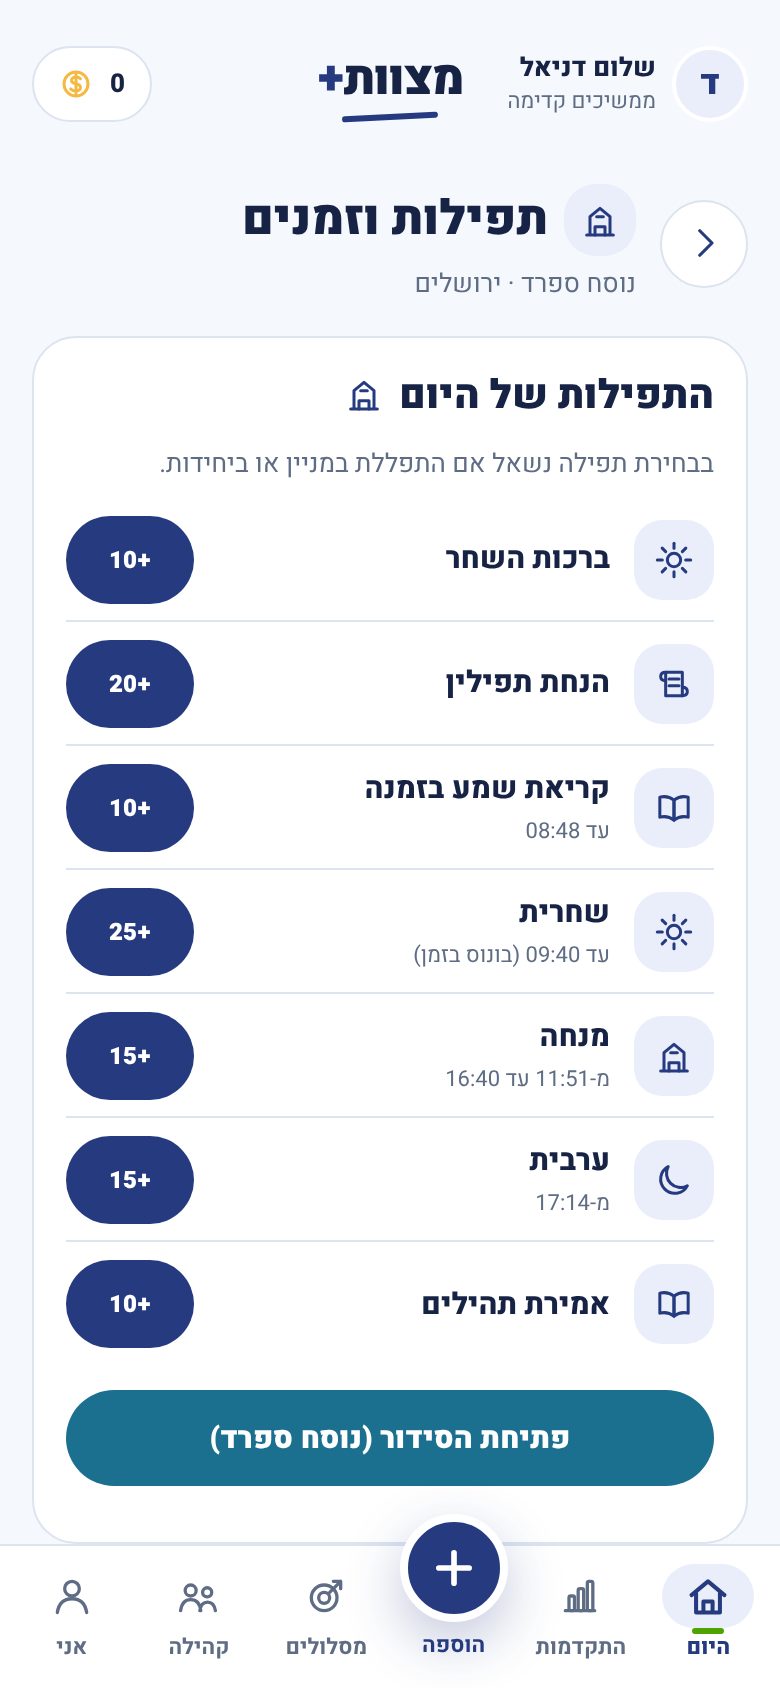 ד
שלום דניאל
ממשיכים קדימה
מצוות+
0
תפילות וזמנים
נוסח ספרד · ירושלים
התפילות של היום
בבחירת תפילה נשאל אם התפללת במניין או ביחידות.
ברכות השחר
+10
הנחת תפילין
+20
קריאת שמע בזמנה
עד 08:48
+10
שחרית
עד 09:40 (בונוס בזמן)
+25
מנחה
מ-11:51 עד 16:40
+15
ערבית
מ-17:14
+15
אמירת תהילים
+10
פתיחת הסידור (נוסח ספרד)
היום
התקדמות
הוספה
מסלולים
קהילה
אני